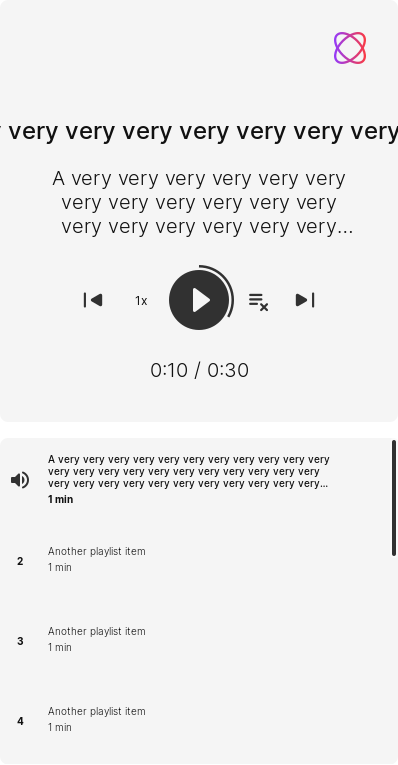 very very very very very very very
A very very very very very very
very very very very very very
very very very very very very...
1x
0:10 / 0:30
A very very very very very very very very very very
very very very very very very very very very very very
very very very very very very very very very very very...
1 min
2
Another playlist item
1 min
3
Another playlist item
1 min
4
Another playlist item
1 min